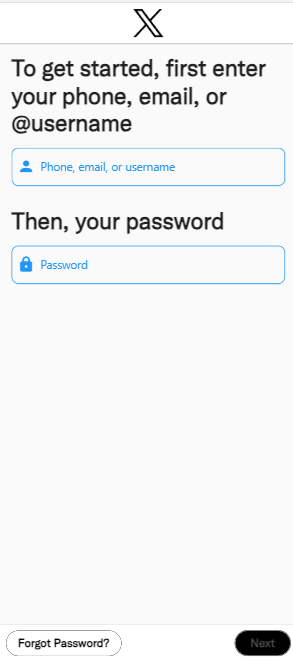 To get started, first enter
your phone, email, or
@username
Phone, email, or username
Then, your password
Password
Forgot Password?
Next